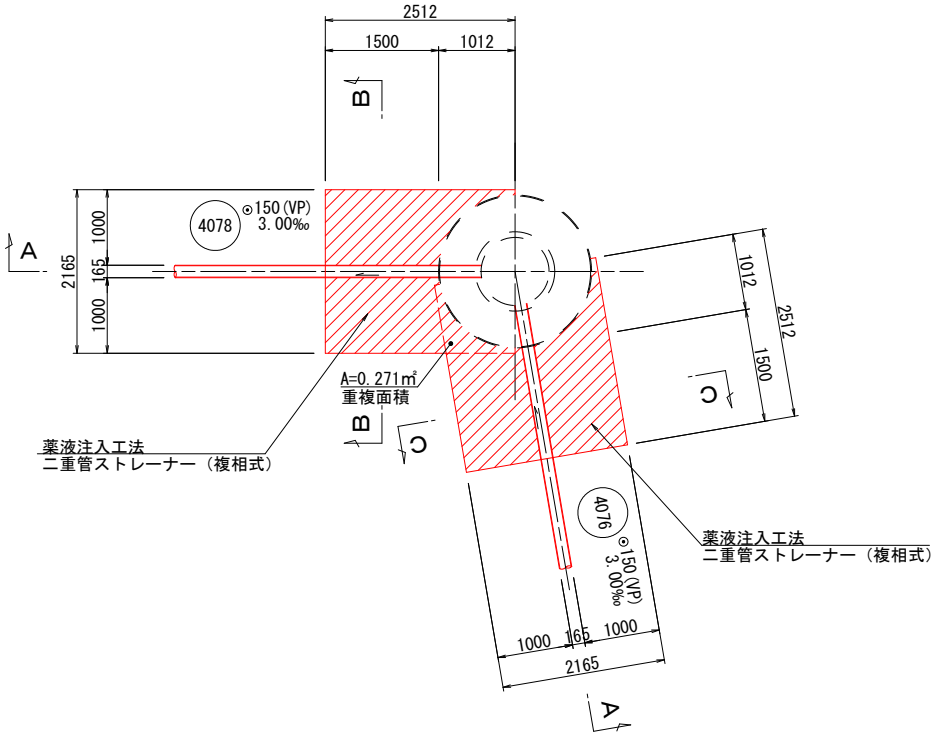 2512
1500
1012
B
4078
150(VP)
3.00‰
A
2165
1000
165
1000
1012
2512
1500
A=0.271㎡
重複面積
B
C
C
薬液注入工法
二重管ストレーナー（複相式）
4076
150(VP)
3.00‰
薬液注入工法
二重管ストレーナー（複相式）
1000
165
1000
2165
A